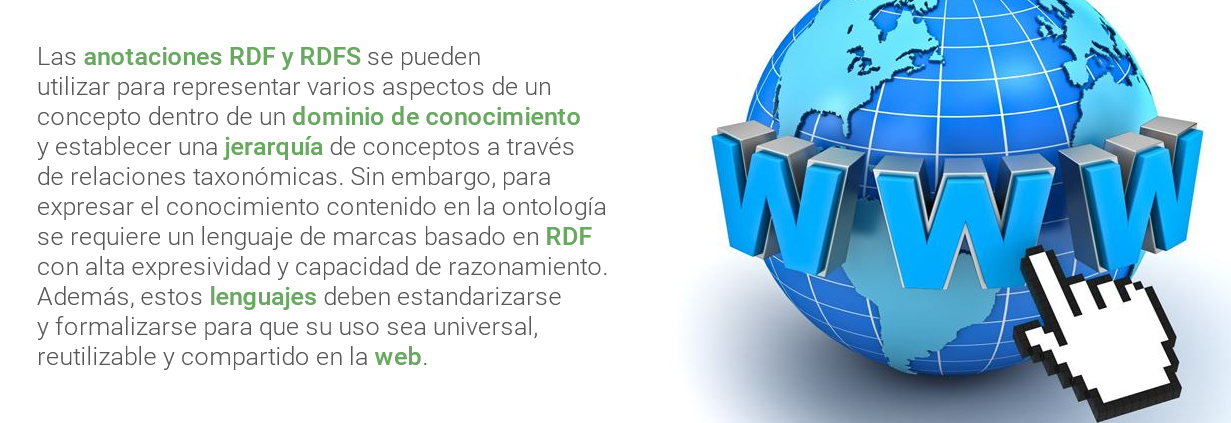 Las anotaciones RDF y RDFS se pueden
utilizar para representar varios aspectos de un
concepto dentro de un dominio de conocimiento
y establecer una jerarquía de conceptos a través
de relaciones taxonómicas. Sin embargo, para
expresar el conocimiento contenido en la ontología
se requiere un lenguaje de marcas basado en RDF
con alta expresividad y capacidad de razonamiento.
Además, estos lenguajes deben estandarizarse
y formalizarse para que su uso sea universal,
reutilizable y compartido en la web.
WWW